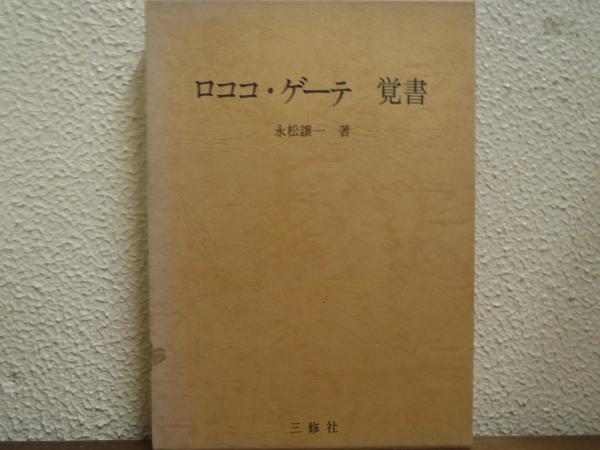 ロココ・ゲーテ 覚書
永松譲一 著
三修社